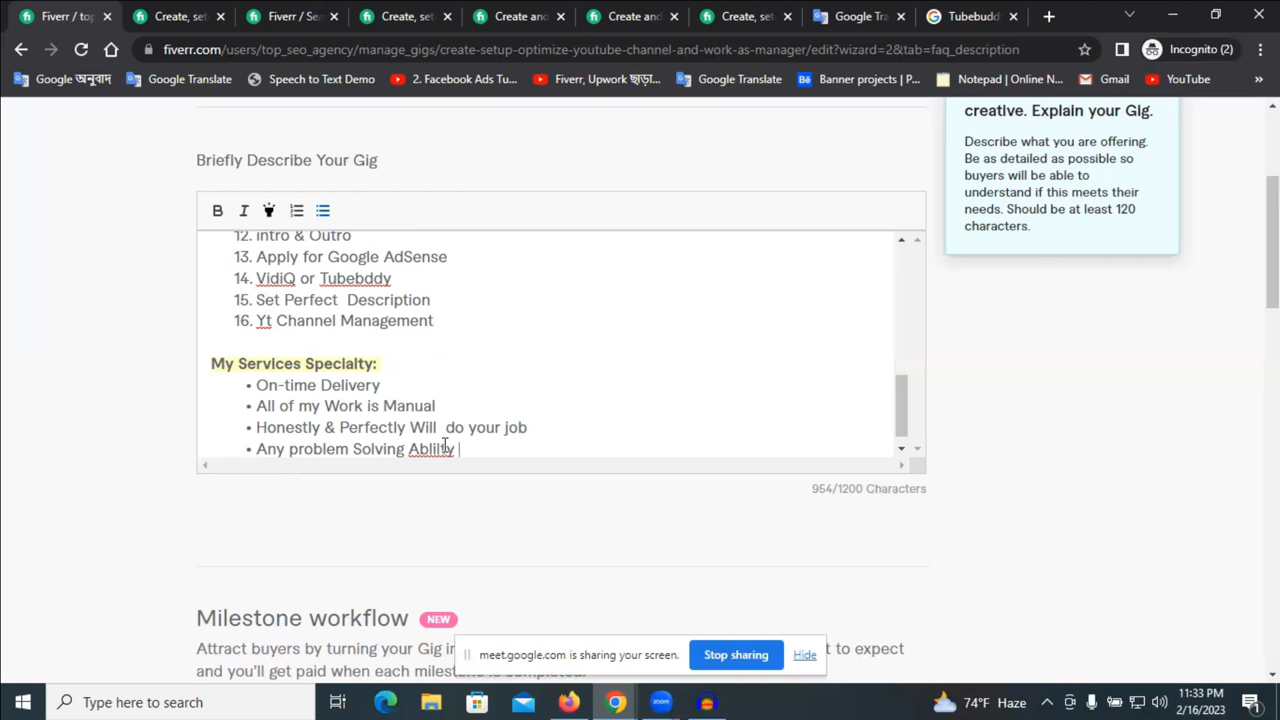 Fiverr / top
Create, set
Fiverr / Sea
Create, set
Create and
Create and
Create, set
Google Tra
Tubebudd
fiverr.com/users/top_seo_agency/manage_gigs/create-setup-optimize-youtube-channel-and-work-as-manager/edit?wizard=2&tab=faq_description
Incognito (2)
Google অনুবাদ
Google Translate
Speech to Text Demo
2. Facebook Ads Tu...
Fiverr, Upwork ছাড়া...
Google Translate
Banner projects | P...
Notepad | Online N...
Gmail
YouTube
»
creative. Explain your Gig.
Describe what you are offering.
Be as detailed as possible so
buyers will be able to
understand if this meets their
needs. Should be at least 120
characters.
Briefly Describe Your Gig
B I
12. intro & Outro
13. Apply for Google AdSense
14. VidiQ or Tubebddy
15. Set Perfect  Description
16. Yt Channel Management
My Services Specialty:
• On-time Delivery
• All of my Work is Manual
• Honestly & Perfectly Will  do your job
• Any problem Solving Ablilty
954/1200 Characters
Milestone workflow NEW
Attract buyers by turning your Gig in
t to expect
and you'll get paid when each milestone is completed.
meet.google.com is sharing your screen.
Stop sharing
Hide
Type here to search
zoom
74°F Haze
11:33 PM
2/16/2023
1